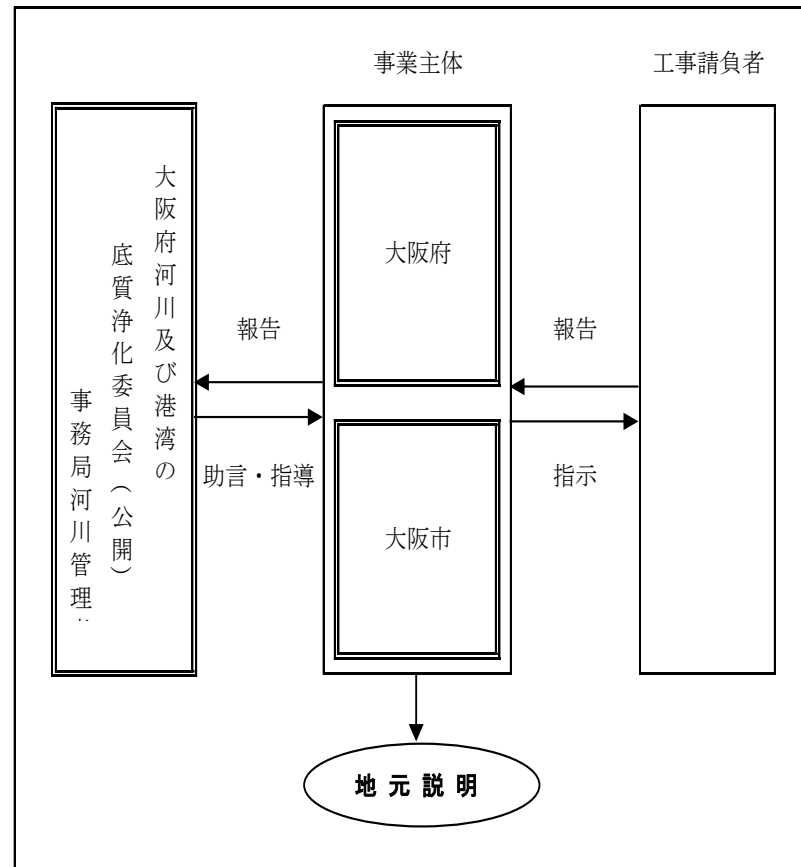 事業主体
工事請負者
大阪府河川及び港湾の
底質浄化委員会（公開）
事務局河川管理
大阪府
大阪市
報告
助言・指導
報告
指示
地元説明